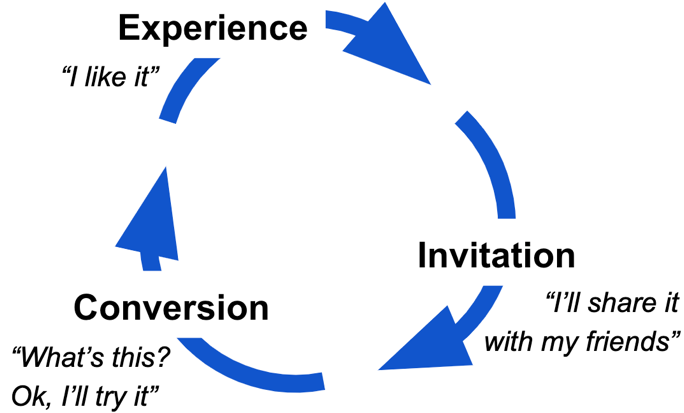 Experience
“I like it”
Invitation
“I’ll share it
with my friends”
Conversion
“What’s this?
Ok, I’ll try it”